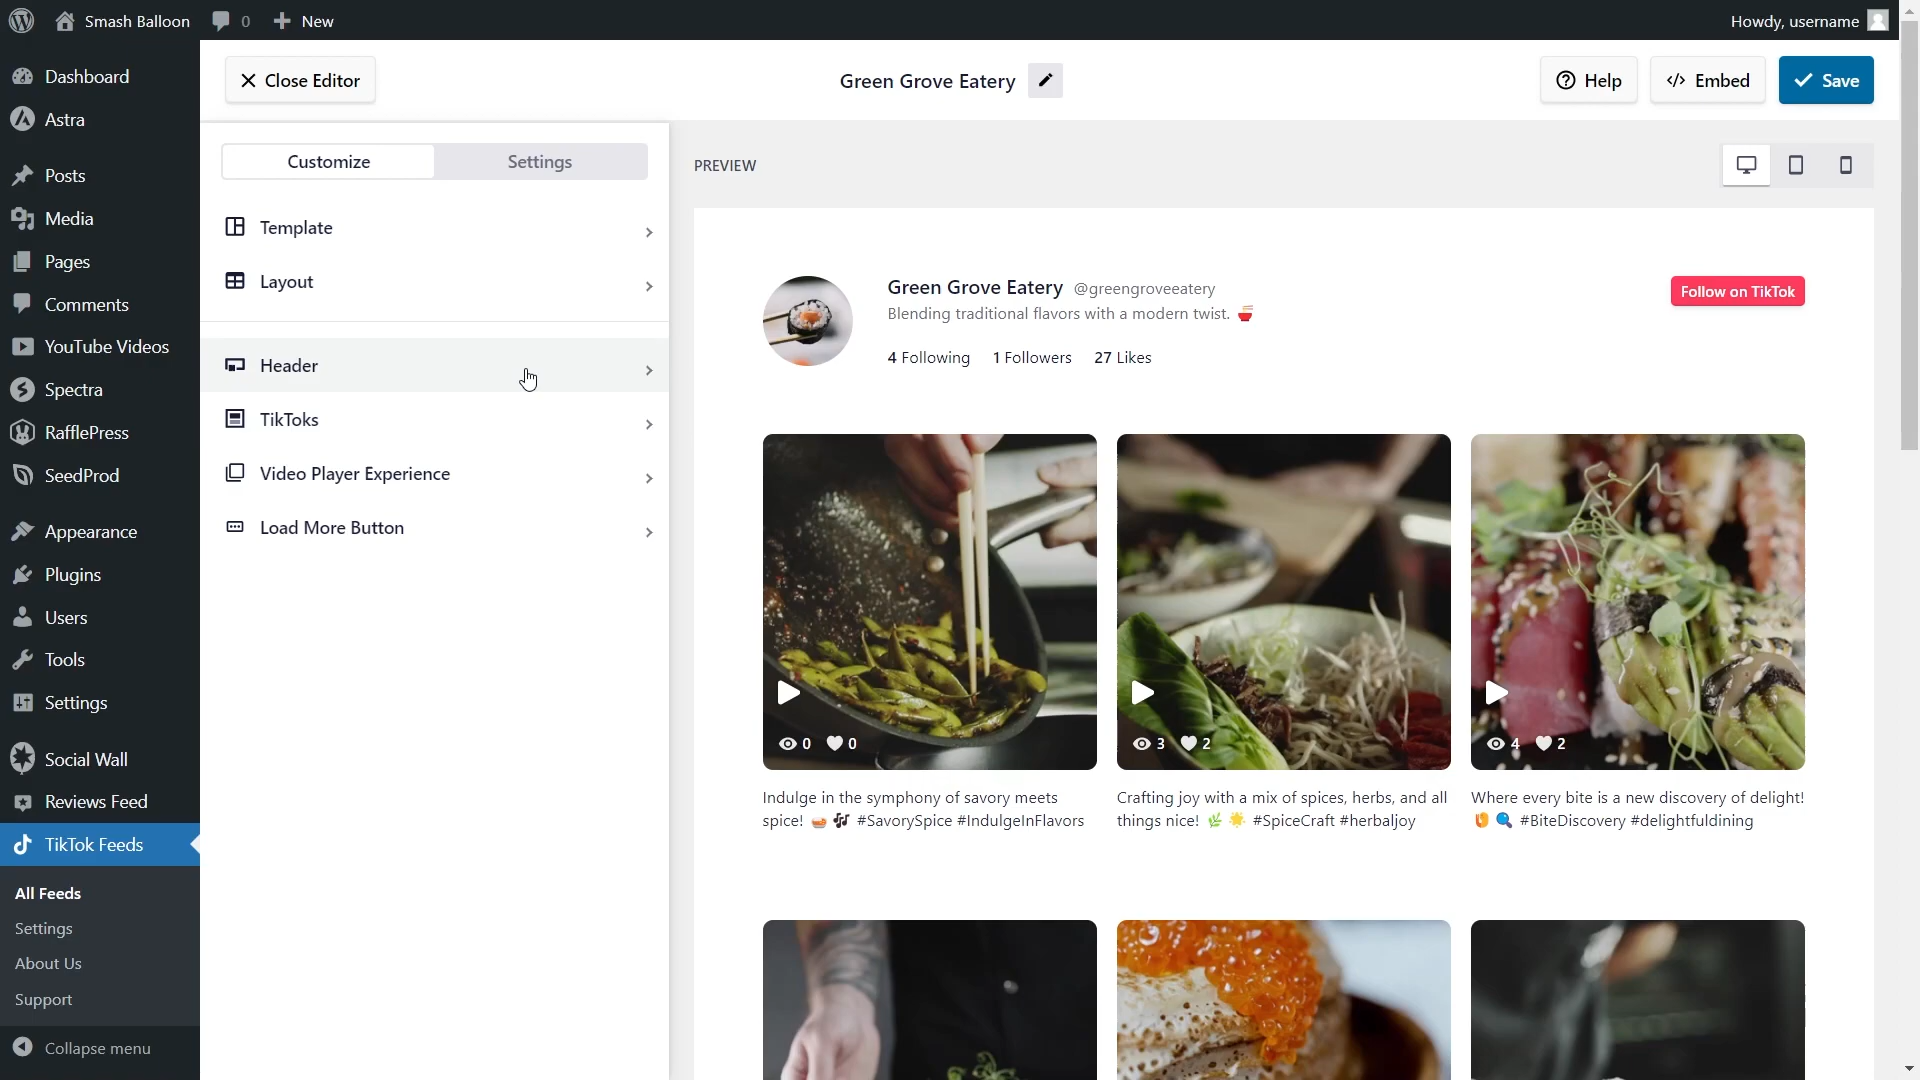 Smash Balloon
0
New
Howdy, username
Dashboard
Astra
Posts
Media
Pages
Comments
YouTube Videos
Spectra
RafflePress
SeedProd
Appearance
Plugins
Users
Tools
Settings
Social Wall
Reviews Feed
TikTok Feeds
All Feeds
Settings
About Us
Support
Collapse menu
Close Editor
Green Grove Eatery
Help
Embed
Save
Customize
Settings
Template
Layout
Header
TikToks
Video Player Experience
Load More Button
PREVIEW
Green Grove Eatery @greengroveeatery
Blending traditional flavors with a modern twist. 🍜
4 Following 1 Followers 27 Likes
Follow on TikTok
0 0
Indulge in the symphony of savory meets
spice! 🍛 🎶 #SavorySpice #IndulgeInFlavors
3 2
Crafting joy with a mix of spices, herbs, and all
things nice! 🌿 🌟 #SpiceCraft #herbaljoy
4 2
Where every bite is a new discovery of delight!
🍤 🔍 #BiteDiscovery #delightfuldining